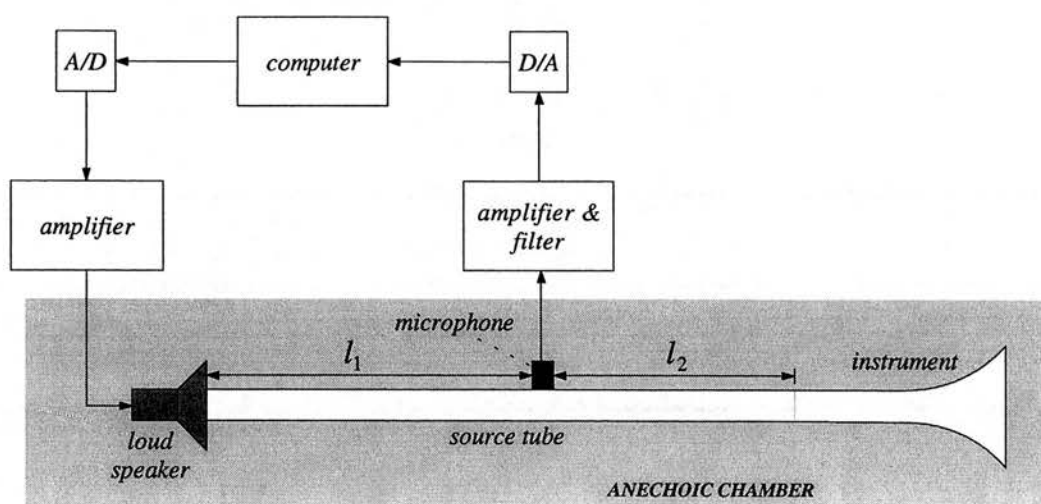 A/D
computer
D/A
amplifier
amplifier &
filter
microphone
l₁
l₂
instrument
loud
speaker
source tube
ANECHOIC CHAMBER